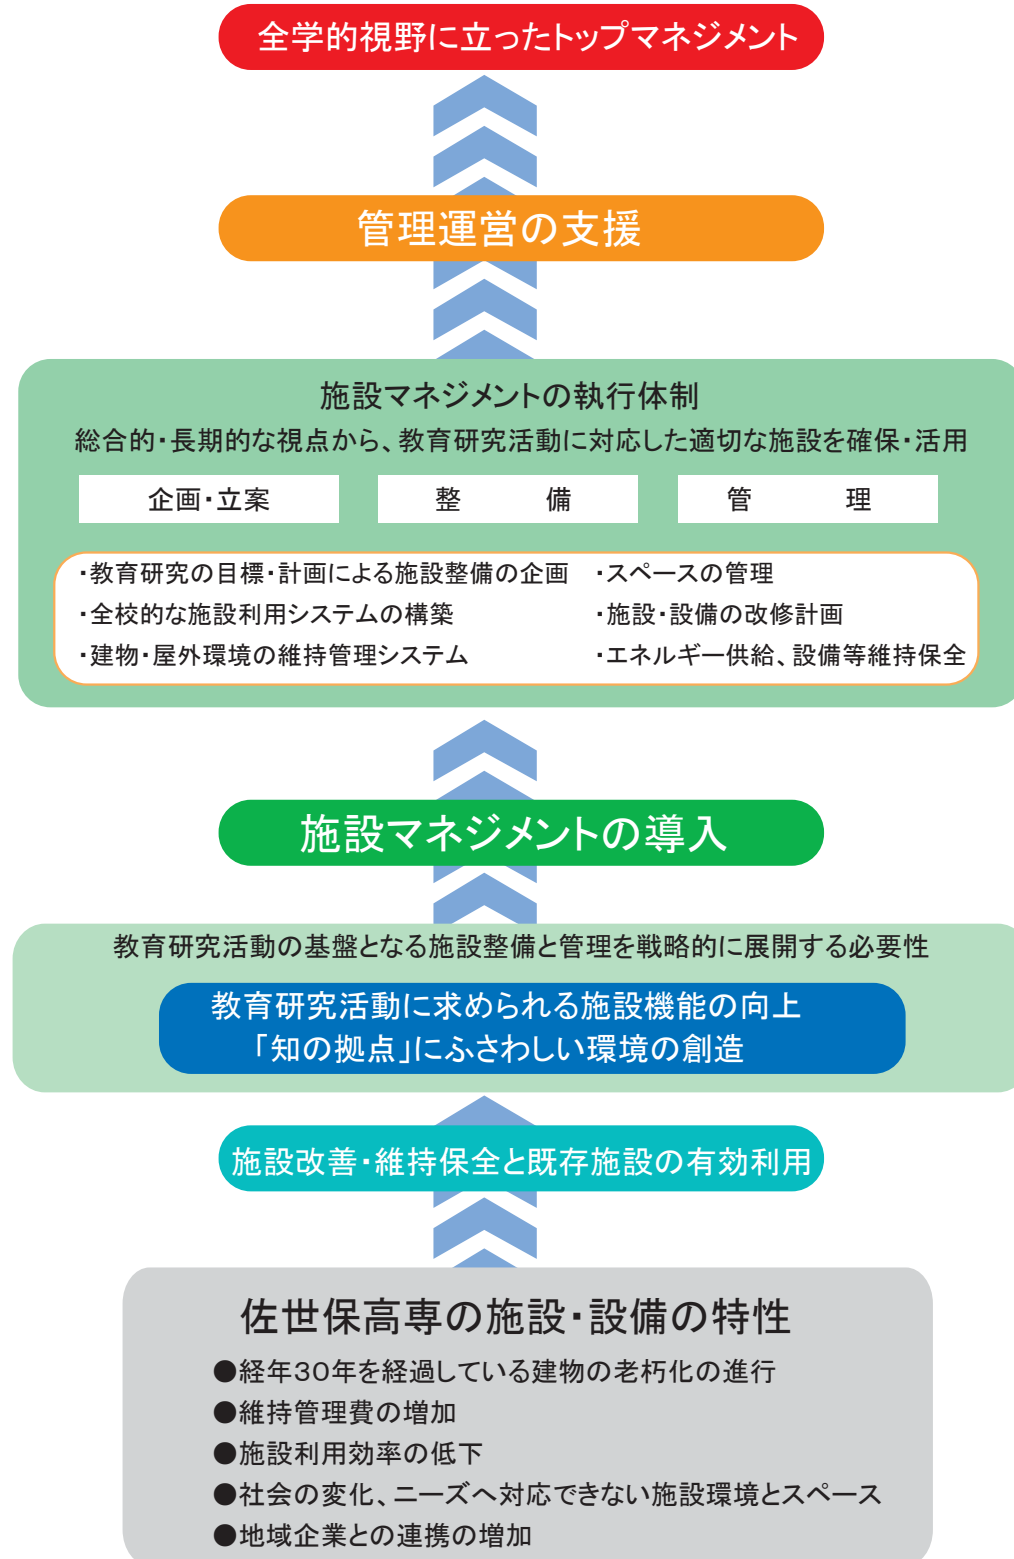 全学的視野に立ったトップマネジメント
管理運営の支援
施設マネジメントの執行体制
総合的・長期的な視点から、教育研究活動に対応した適切な施設を確保・活用
企画・立案
整　備
管　理
・教育研究の目標・計画による施設整備の企画
・全校的な施設利用システムの構築
・建物・屋外環境の維持管理システム
・スペースの管理
・施設・設備の改修計画
・エネルギー供給、設備等維持保全
施設マネジメントの導入
教育研究活動の基盤となる施設整備と管理を戦略的に展開する必要性
教育研究活動に求められる施設機能の向上
「知の拠点」にふさわしい環境の創造
施設改善・維持保全と既存施設の有効利用
佐世保高専の施設・設備の特性
●経年30年を経過している建物の老朽化の進行
●維持管理費の増加
●施設利用効率の低下
●社会の変化、ニーズへ対応できない施設環境とスペース
●地域企業との連携の増加